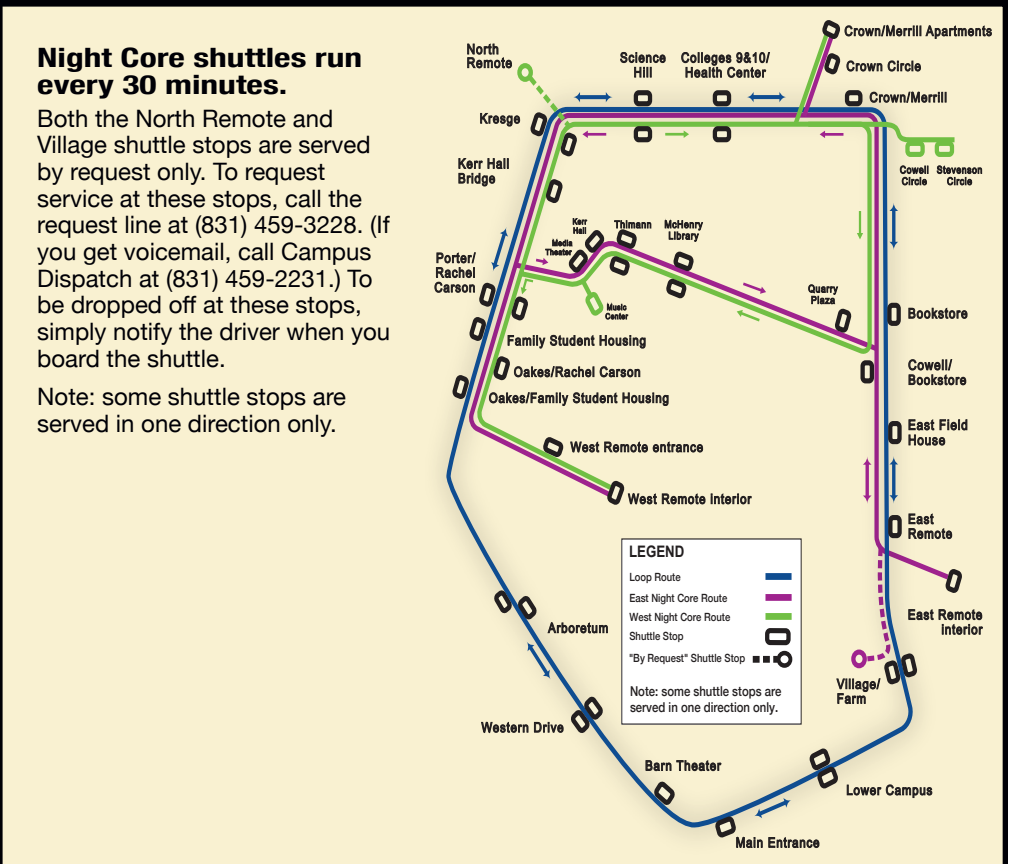 Night Core shuttles run
every 30 minutes.
Both the North Remote and
Village shuttle stops are served
by request only. To request
service at these stops, call the
request line at (831) 459-3228. (If
you get voicemail, call Campus
Dispatch at (831) 459-2231.) To
be dropped off at these stops,
simply notify the driver when you
board the shuttle.
Note: some shuttle stops are
served in one direction only.
North
Remote
Science
Hill
Colleges 9&10/
Health Center
Crown/Merrill Apartments
Crown Circle
Crown/Merrill
Kresge
Kerr Hall
Bridge
Cowell
Circle
Stevenson
Circle
Kerr
Hall
Thimann
McHenry
Library
Media
Theater
Porter/
Rachel
Carson
Music
Center
Quarry
Plaza
Bookstore
Family Student Housing
Oakes/Rachel Carson
Oakes/Family Student Housing
Cowell/
Bookstore
East Field
House
West Remote entrance
West Remote Interior
East
Remote
LEGEND
Loop Route
East Night Core Route
West Night Core Route
Shuttle Stop
"By Request" Shuttle Stop
Note: some shuttle stops are
served in one direction only.
East Remote
interior
Arboretum
Village/
Farm
Western Drive
Barn Theater
Lower Campus
Main Entrance